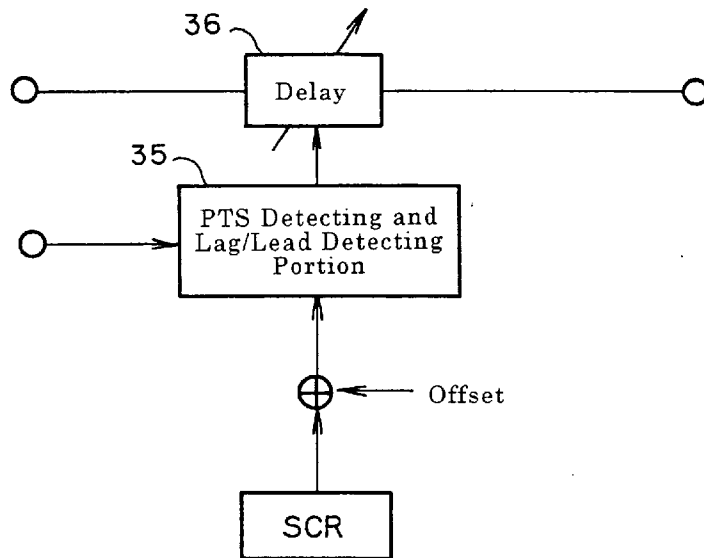 36
Delay
35
PTS Detecting and
Lag/Lead Detecting
Portion
Offset
SCR